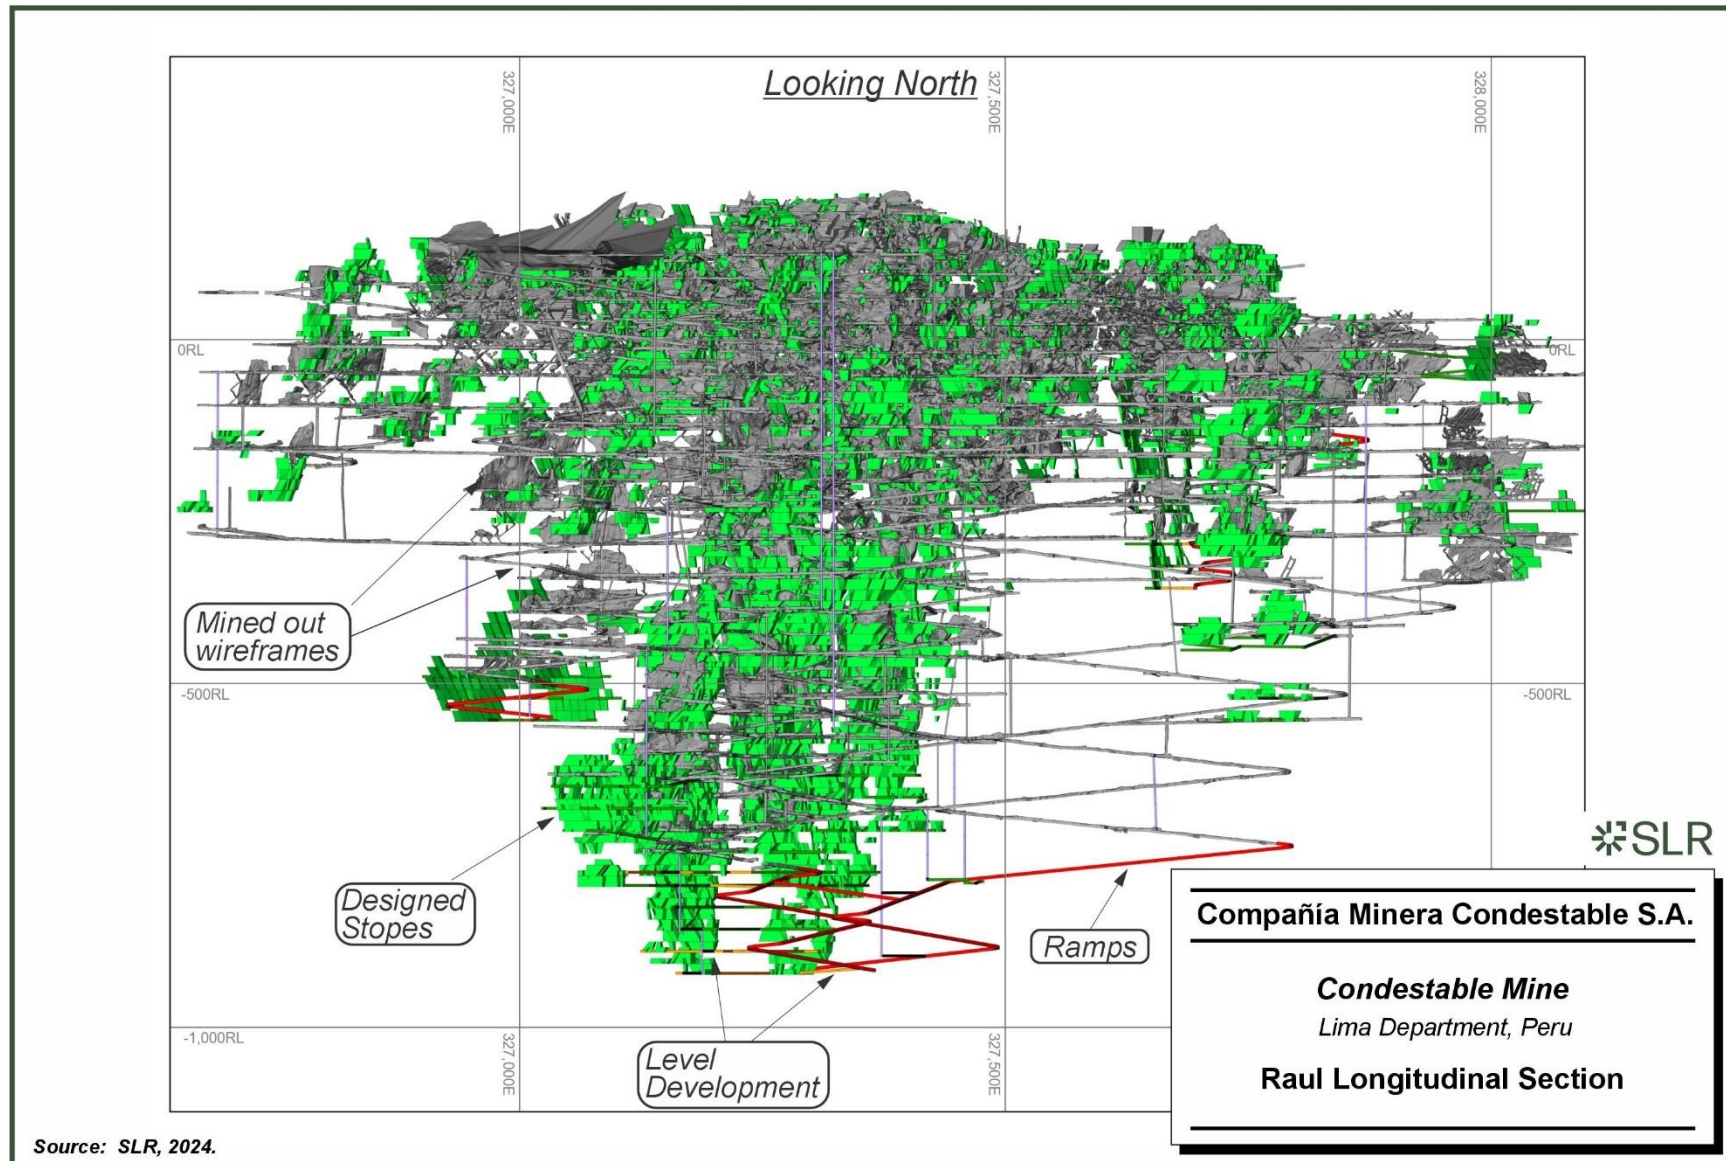 Looking North
327,000E
327,500E
328,000E
0RL
0RL
Mined out
wireframes
-500RL
-500RL
Designed
Stopes
Ramps
Level
Development
-1,000RL
327,000E
327,500E
SLR
Compañía Minera Condestable S.A.
Condestable Mine
Lima Department, Peru
Raul Longitudinal Section
Source: SLR, 2024.